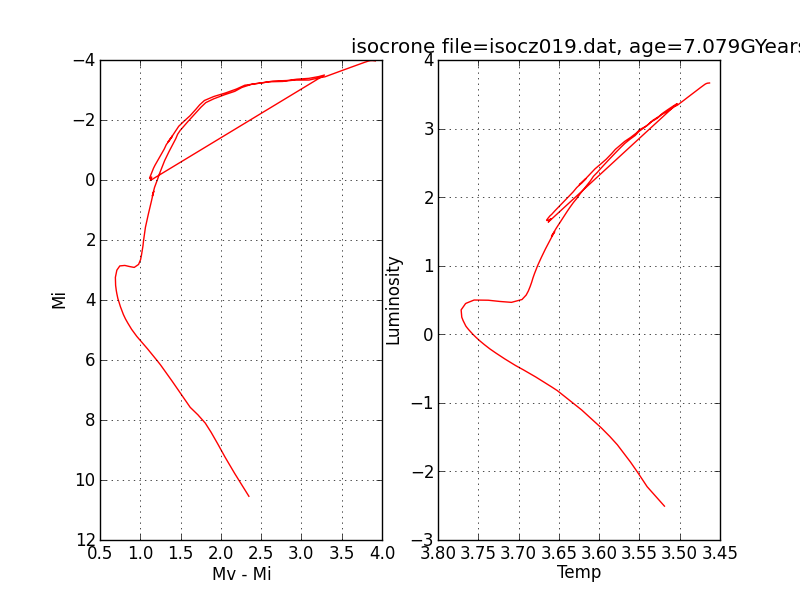 isocrone file=isocz019.dat, age=7.079GYears
−4
−2
0
2
4
6
8
10
12
Mi
0.5 1.0 1.5 2.0 2.5 3.0 3.5 4.0
Mv - Mi
4
3
2
1
0
−1
−2
−3
Luminosity
3.80 3.75 3.70 3.65 3.60 3.55 3.50 3.45
Temp